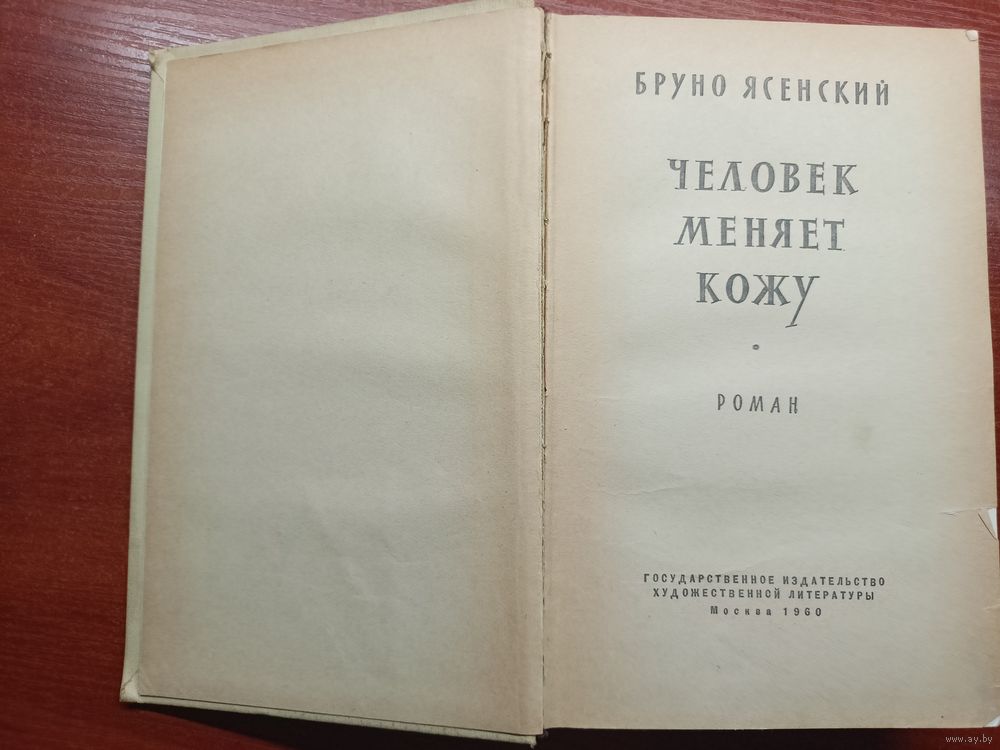 БРУНО ЯСЕНСКИЙ
ЧЕЛОВЕК
МЕНЯЕТ
КОЖУ
РОМАН
ГОСУДАРСТВЕННОЕ ИЗДАТЕЛЬСТВО
ХУДОЖЕСТВЕННОЙ ЛИТЕРАТУРЫ
Москва 1960
www.ay.by